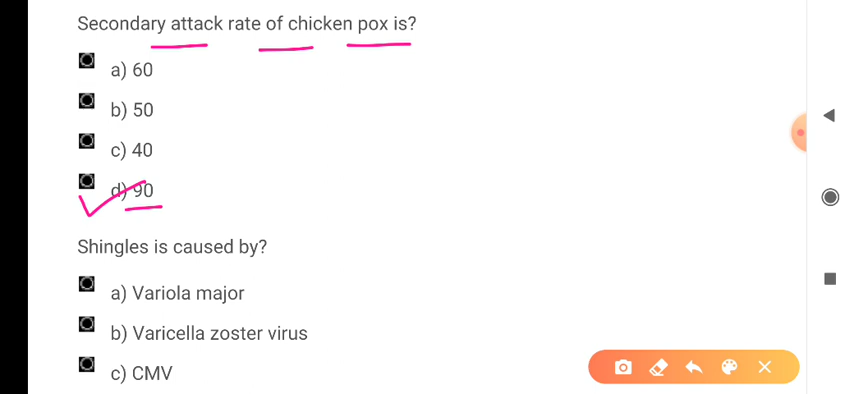 Secondary attack rate of chicken pox is?
a) 60
b) 50
c) 40
d) 90
Shingles is caused by?
a) Variola major
b) Varicella zoster virus
c) CMV